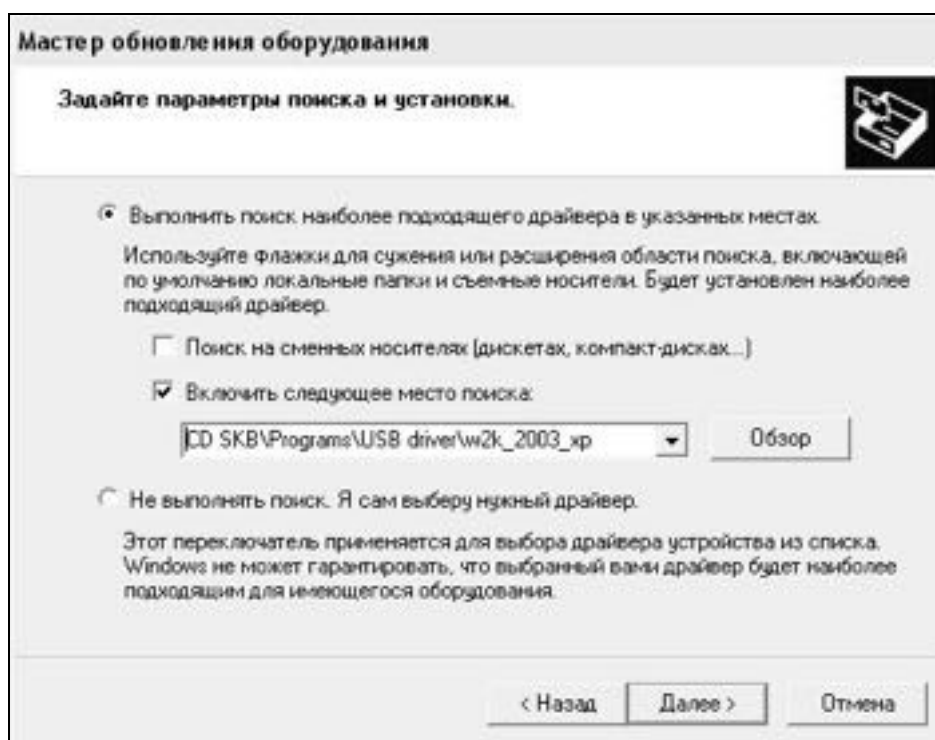 Мастер обновления оборудования
Задайте параметры поиска и установки.
Выполнить поиск наиболее подходящего драйвера в указанных местах.
Используйте флажки для сужения или расширения области поиска, включающей
по умолчанию локальные папки и съемные носители. Будет установлен наиболее
подходящий драйвер.
Поиск на сменных носителях (дискетах, компакт-дисках...)
Включить следующее место поиска:
CD SKB\Programs\USB driver\w2k_2003_xp
Обзор
Не выполнять поиск. Я сам выберу нужный драйвер.
Этот переключатель применяется для выбора драйвера устройства из списка.
Windows не может гарантировать, что выбранный вами драйвер будет наиболее
подходящим для имеющегося оборудования.
< Назад Далее > Отмена